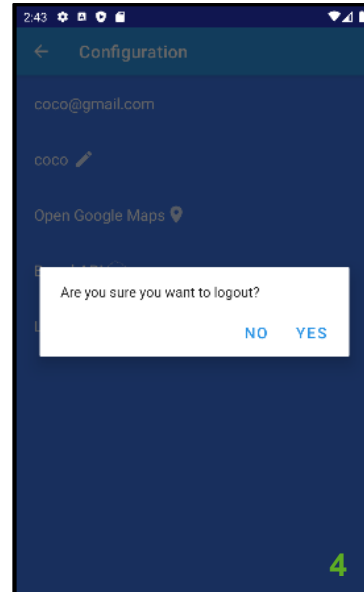 2:43
Configuration
coco@gmail.com
coco
Open Google Maps
Are you sure you want to logout?
NO YES
4